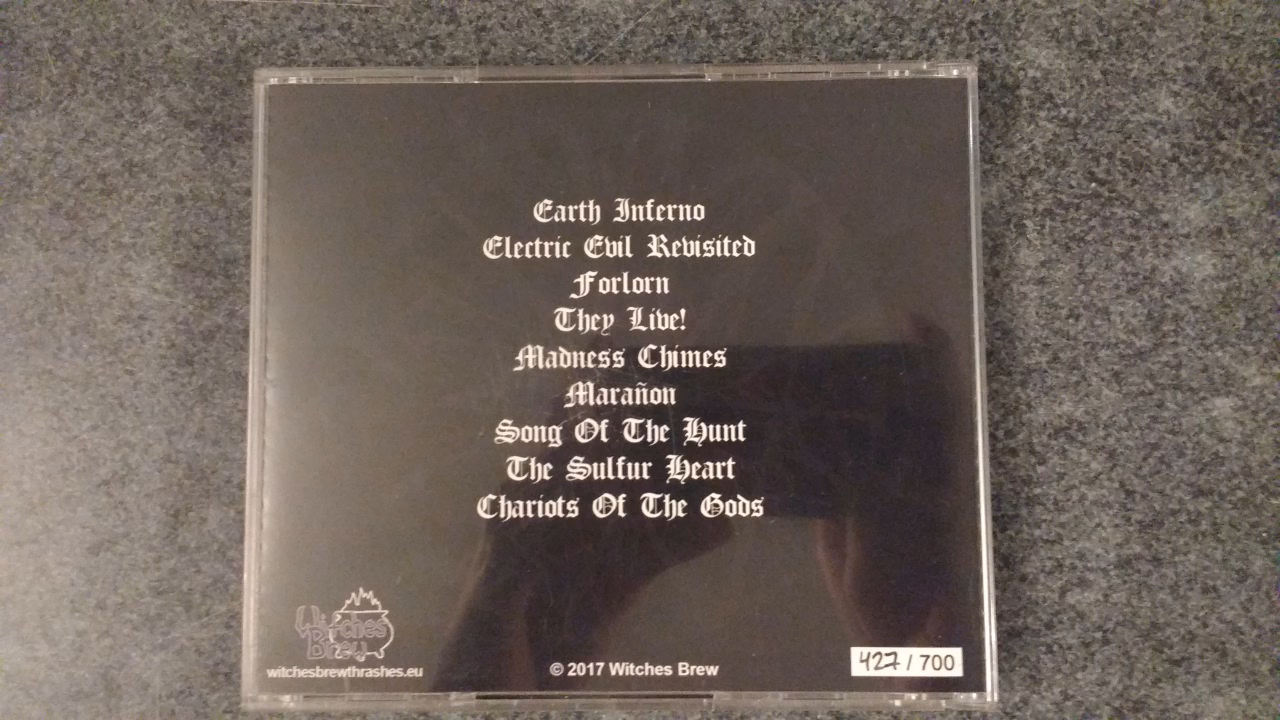 Earth Inferno
Electric Evil Revisited
Forlorn
They Live!
Madness Chimes
Marañon
Song Of The Hunt
The Sulfur Heart
Chariots Of The Gods
Witches
Brew
witchesbrewthrashes.eu
© 2017 Witches Brew
427 / 700